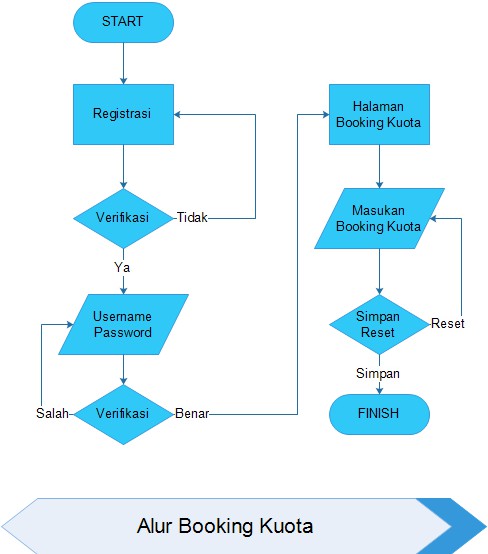 START
Registrasi
Verifikasi
Tidak
Ya
Username
Password
Salah
Verifikasi
Benar
Halaman
Booking Kuota
Masukan
Booking Kuota
Simpan
Reset
Reset
Simpan
FINISH
Alur Booking Kuota